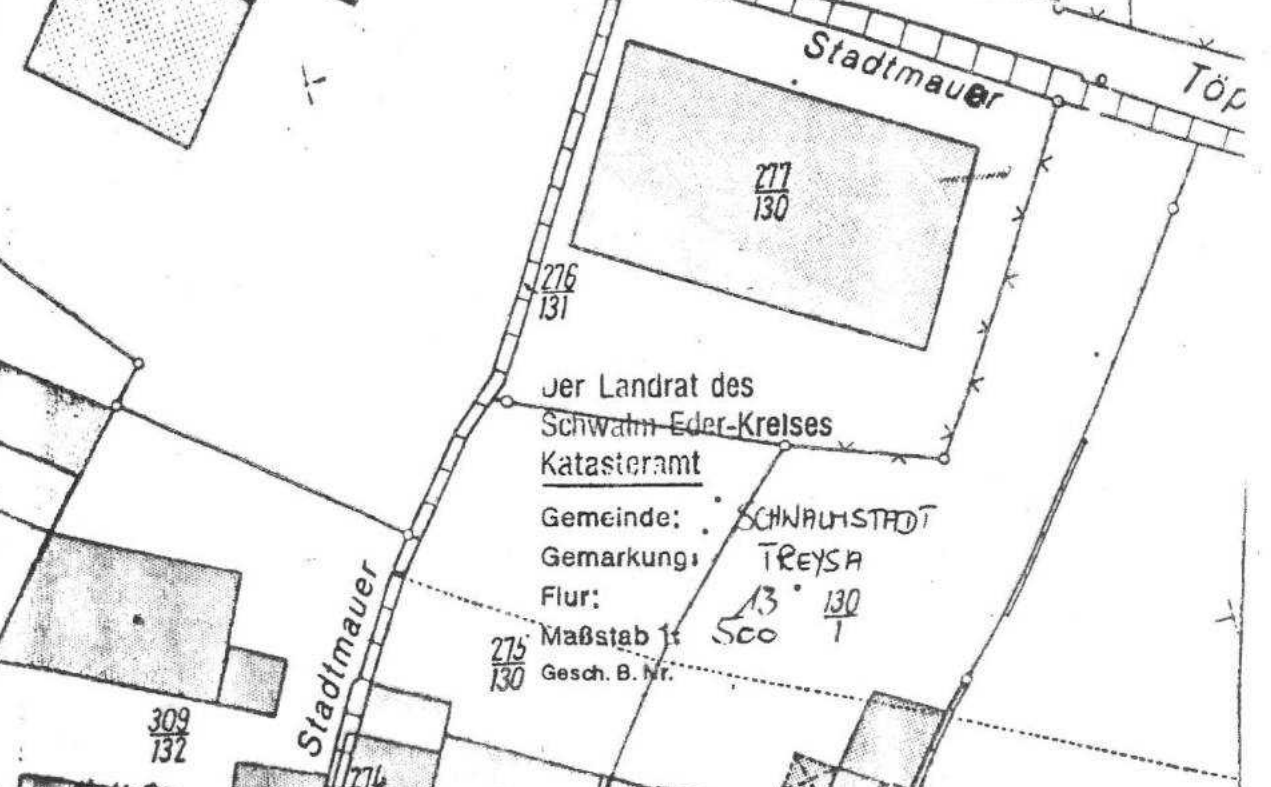 Stadtmauer
Töp
277
130
276
131
Der Landrat des
Schwalm-Eder-Kreises
Katasteramt
Gemeinde: SCHWALMSTADT
Gemarkung: TREYSA
Flur: 13 130
1
Maßstab 1: 500
275
130
Gesch. B. Nr.
Stadtmauer
309
132
274